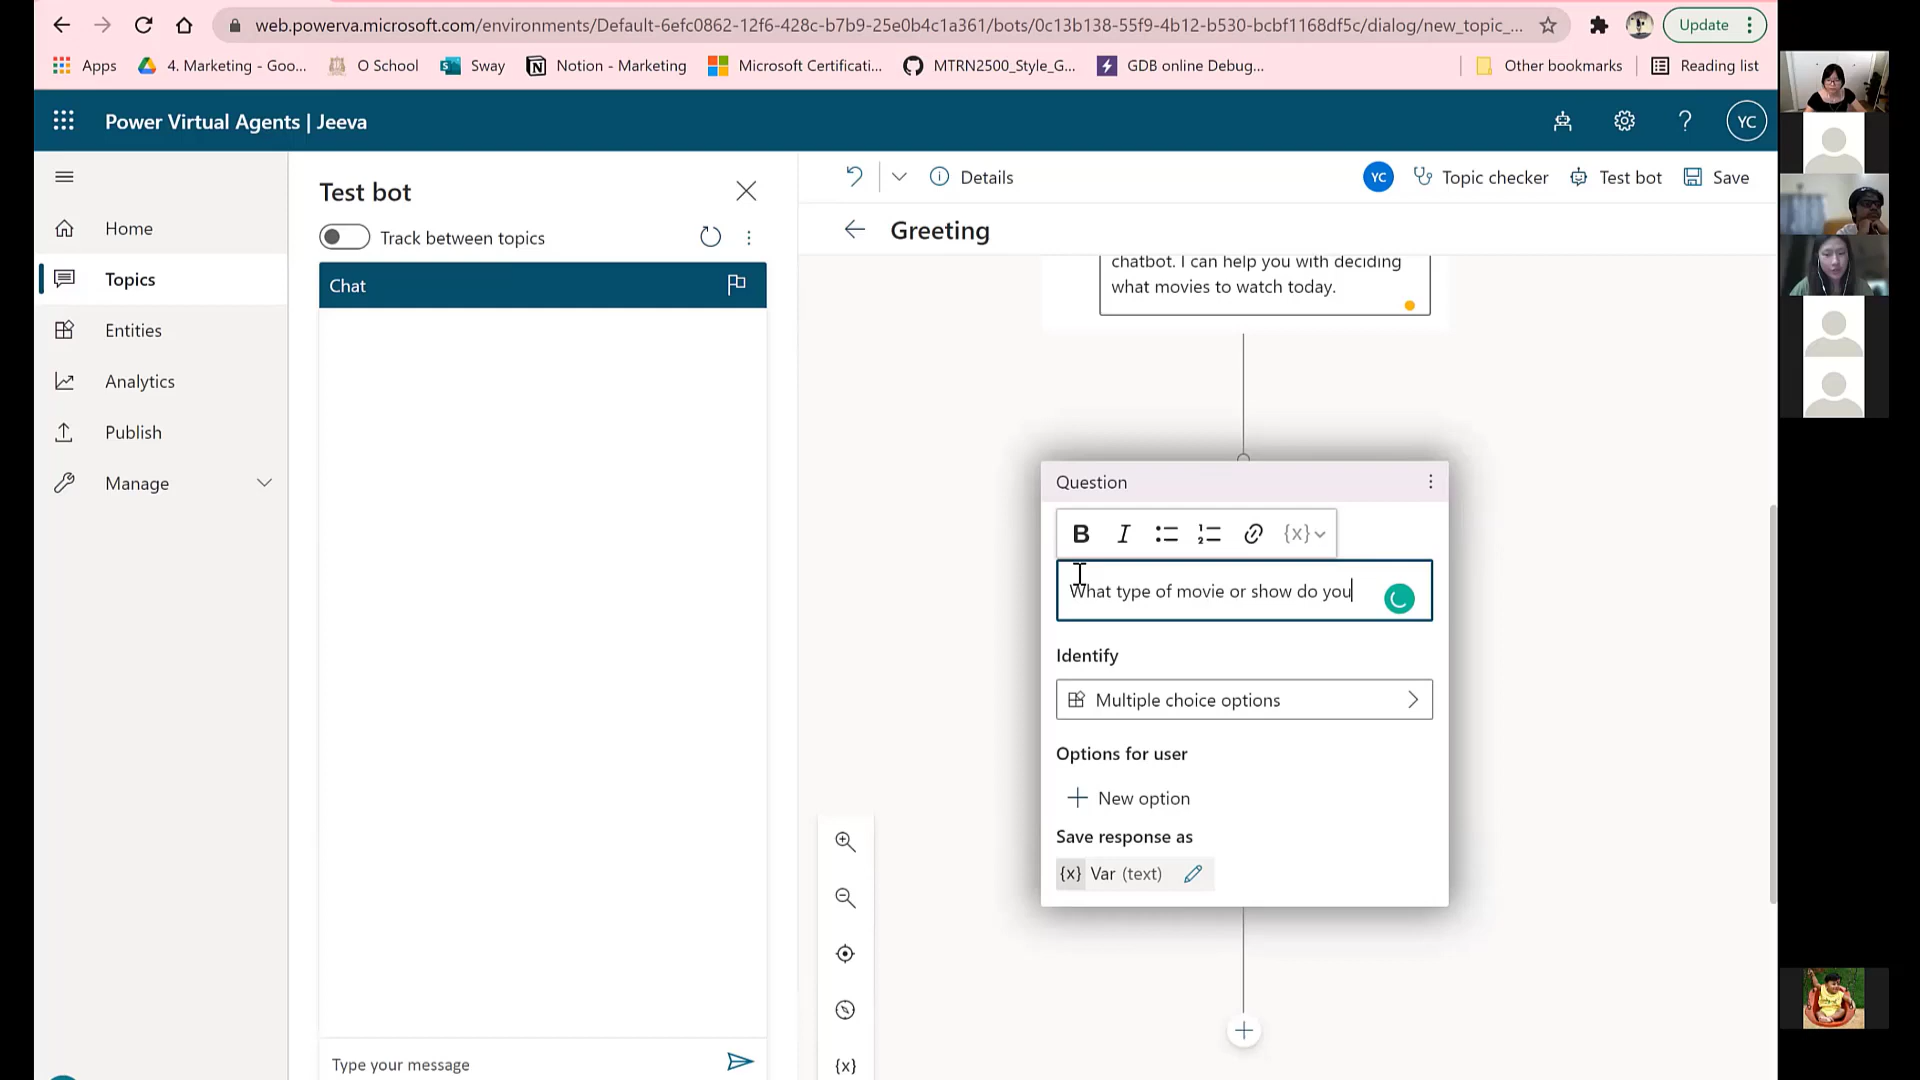 web.powerva.microsoft.com/environments/Default-6efc0862-12f6-428c-b7b9-25e0b4c1a361/bots/0c13b138-55f9-4b12-b530-bcbf1168df5c/dialog/new_topic_...
Update
Apps
4. Marketing - Goo...
O School
Sway
Notion - Marketing
Microsoft Certificati...
MTRN2500_Style_G...
GDB online Debug...
Other bookmarks
Reading list
Power Virtual Agents | Jeeva
?
YC
Home
Topics
Entities
Analytics
Publish
Manage
Test bot
Track between topics
Chat
Type your message
Details
YC
Topic checker
Test bot
Save
Greeting
chatbot. I can help you with deciding
what movies to watch today.
Question
B I {x}
What type of movie or show do you
Identify
Multiple choice options
Options for user
New option
Save response as
{x} Var (text)
{x}